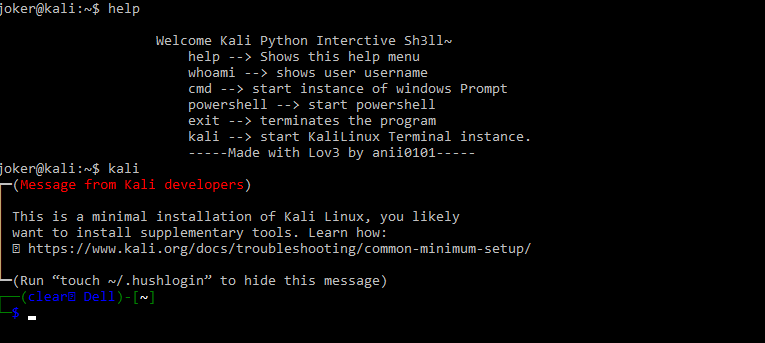 joker@kali:~$ help
Welcome Kali Python Interctive Sh3ll~
help --> Shows this help menu
whoami --> shows user username
cmd --> start instance of windows Prompt
powershell --> start powershell
exit --> terminates the program
kali --> start KaliLinux Terminal instance.
-----Made with Lov3 by anii0101-----
joker@kali:~$ kali
┌─(Message from Kali developers)
│ This is a minimal installation of Kali Linux, you likely
│ want to install supplementary tools. Learn how:
│ ⍰ https://www.kali.org/docs/troubleshooting/common-minimum-setup/
└─(Run “touch ~/.hushlogin” to hide this message)
┌──(clear⍰ Dell)-[~]
└─$